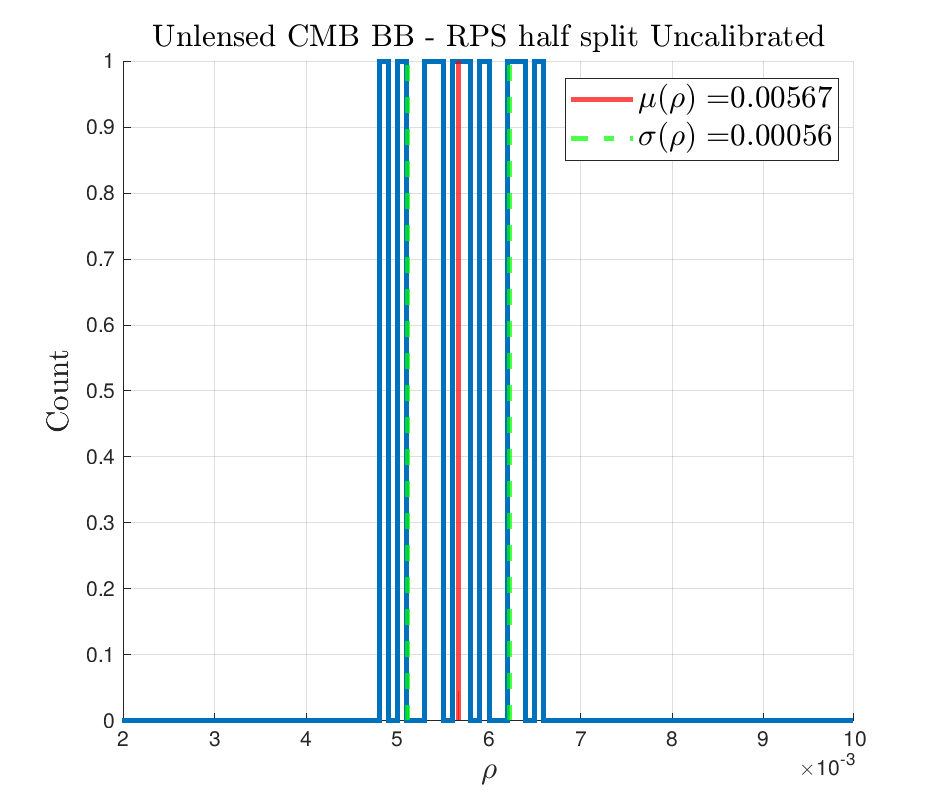 Unlensed CMB BB - RPS half split Uncalibrated
1
0.9
0.8
0.7
0.6
0.5
0.4
0.3
0.2
0.1
0
Count
μ(ρ) =0.00567
σ(ρ) =0.00056
2 3 4 5 6 7 8 9 10
×10⁻³
ρ